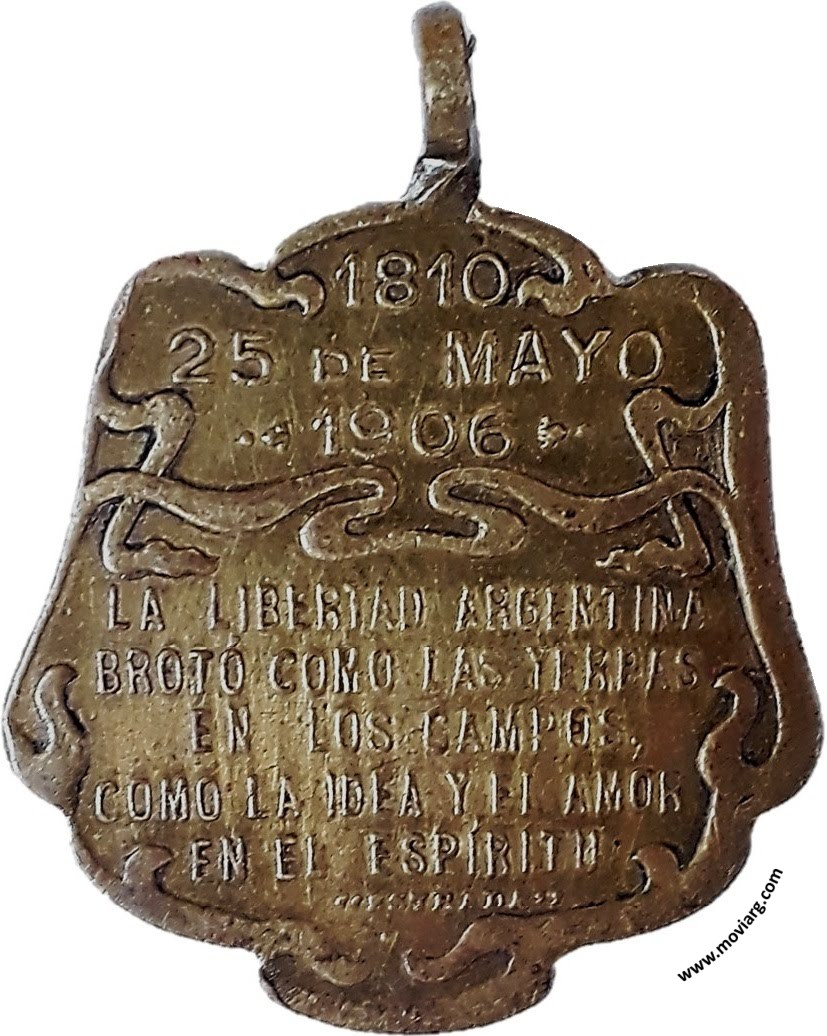 1810
25 DE MAYO
1906
LA LIBERTAD ARGENTINA
BROTÓ COMO LAS YERBAS
EN LOS CAMPOS,
COMO LA IDEA Y EL AMOR
EN EL ESPÍRITU
www.moviarg.com